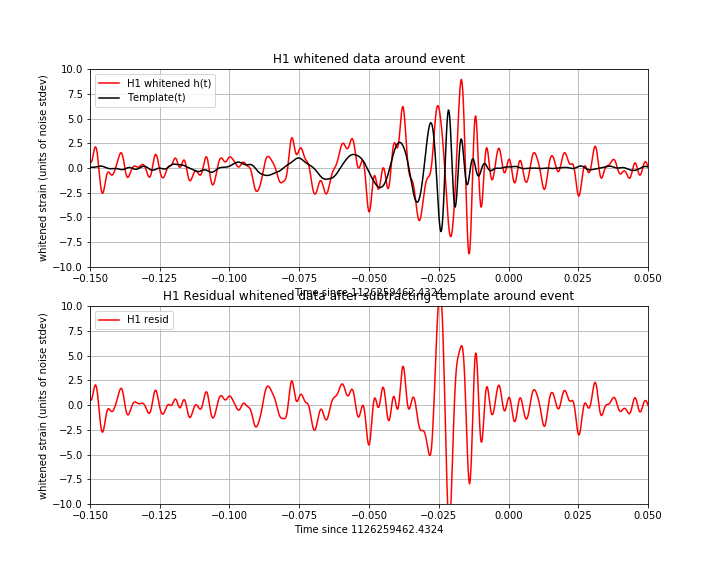 H1 whitened data around event
10.0
7.5
5.0
2.5
0.0
−2.5
−5.0
−7.5
−10.0
whitened strain (units of noise stdev)
H1 whitened h(t)
Template(t)
−0.150 −0.125 −0.100 −0.075 −0.050 −0.025 0.000 0.025 0.050
Time since 1126259462.4324
H1 Residual whitened data after subtracting template around event
10.0
7.5
5.0
2.5
0.0
−2.5
−5.0
−7.5
−10.0
whitened strain (units of noise stdev)
H1 resid
−0.150 −0.125 −0.100 −0.075 −0.050 −0.025 0.000 0.025 0.050
Time since 1126259462.4324